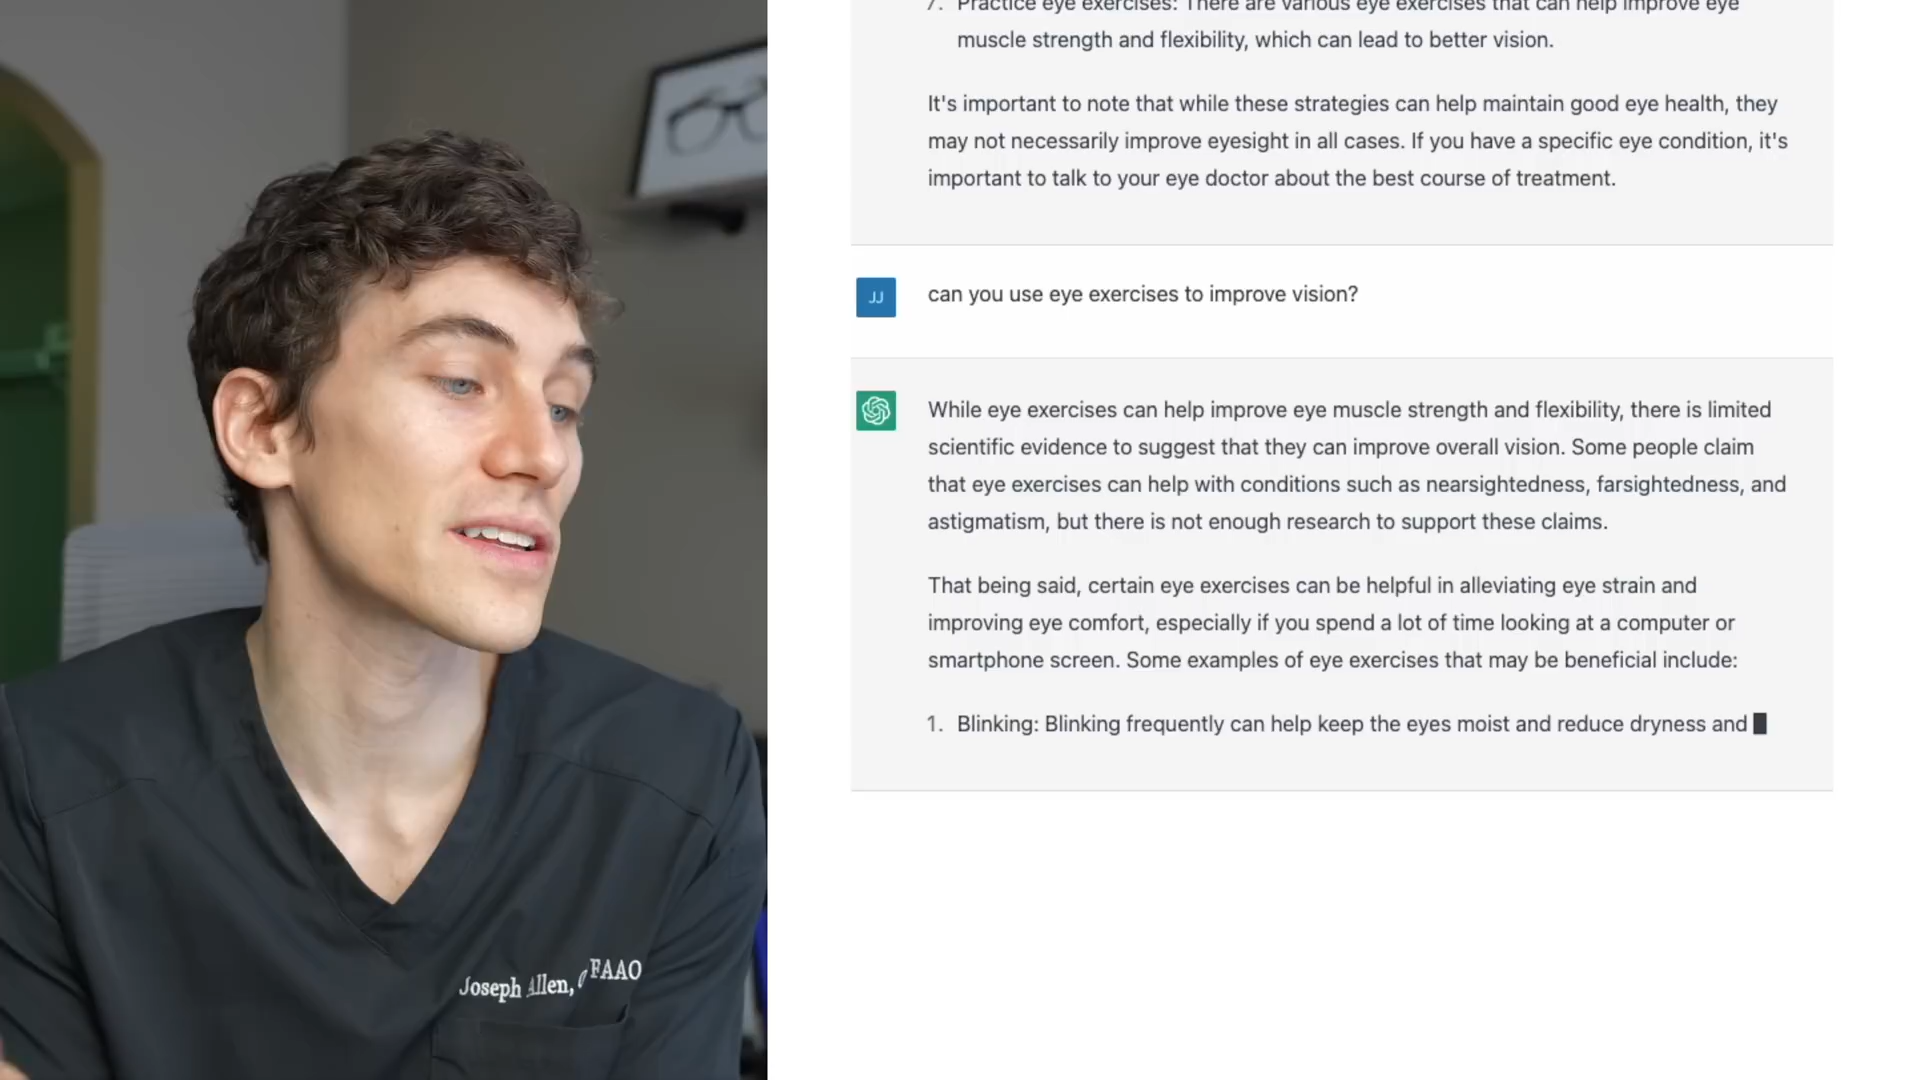 7. Practice eye exercises: There are various eye exercises that can help improve eye
muscle strength and flexibility, which can lead to better vision.
It's important to note that while these strategies can help maintain good eye health, they
may not necessarily improve eyesight in all cases. If you have a specific eye condition, it's
important to talk to your eye doctor about the best course of treatment.
JJ
can you use eye exercises to improve vision?
While eye exercises can help improve eye muscle strength and flexibility, there is limited
scientific evidence to suggest that they can improve overall vision. Some people claim
that eye exercises can help with conditions such as nearsightedness, farsightedness, and
astigmatism, but there is not enough research to support these claims.
That being said, certain eye exercises can be helpful in alleviating eye strain and
improving eye comfort, especially if you spend a lot of time looking at a computer or
smartphone screen. Some examples of eye exercises that may be beneficial include:
1. Blinking: Blinking frequently can help keep the eyes moist and reduce dryness and
Joseph Allen, FAAO